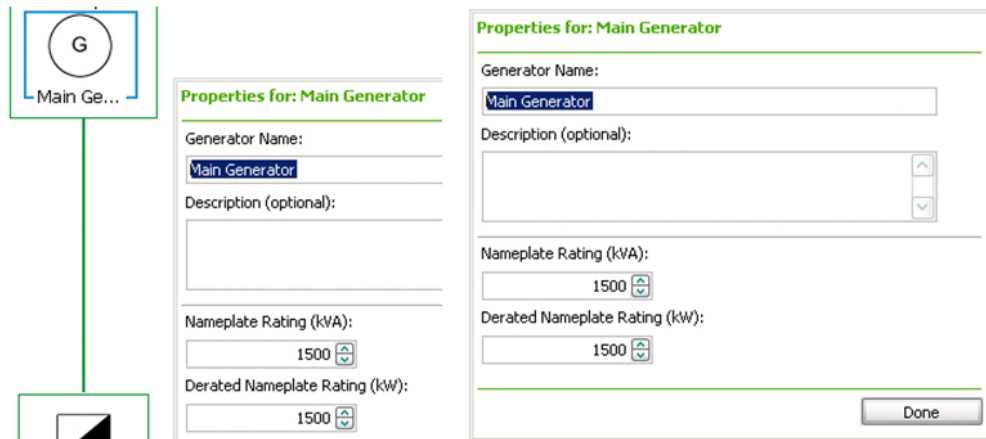 G
Main Ge...
Properties for: Main Generator
Generator Name:
Main Generator
Description (optional):
Nameplate Rating (kVA):
1500
Derated Nameplate Rating (kW):
1500
Properties for: Main Generator
Generator Name:
Main Generator
Description (optional):
Nameplate Rating (kVA):
1500
Derated Nameplate Rating (kW):
1500
Done